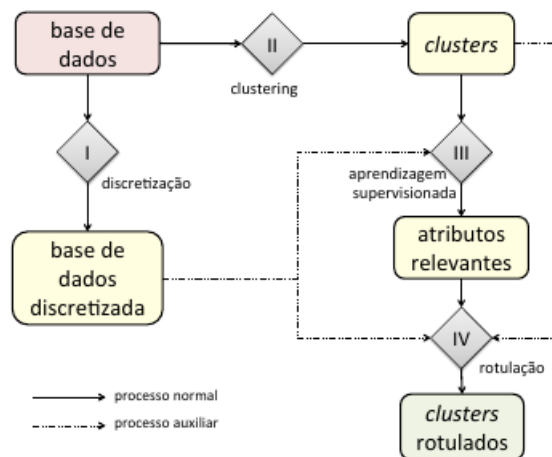 base de
dados
II
clustering
clusters
I
discretização
III
aprendizagem
supervisionada
base de
dados
discretizada
atributos
relevantes
IV
rotulação
processo normal
processo auxiliar
clusters
rotulados